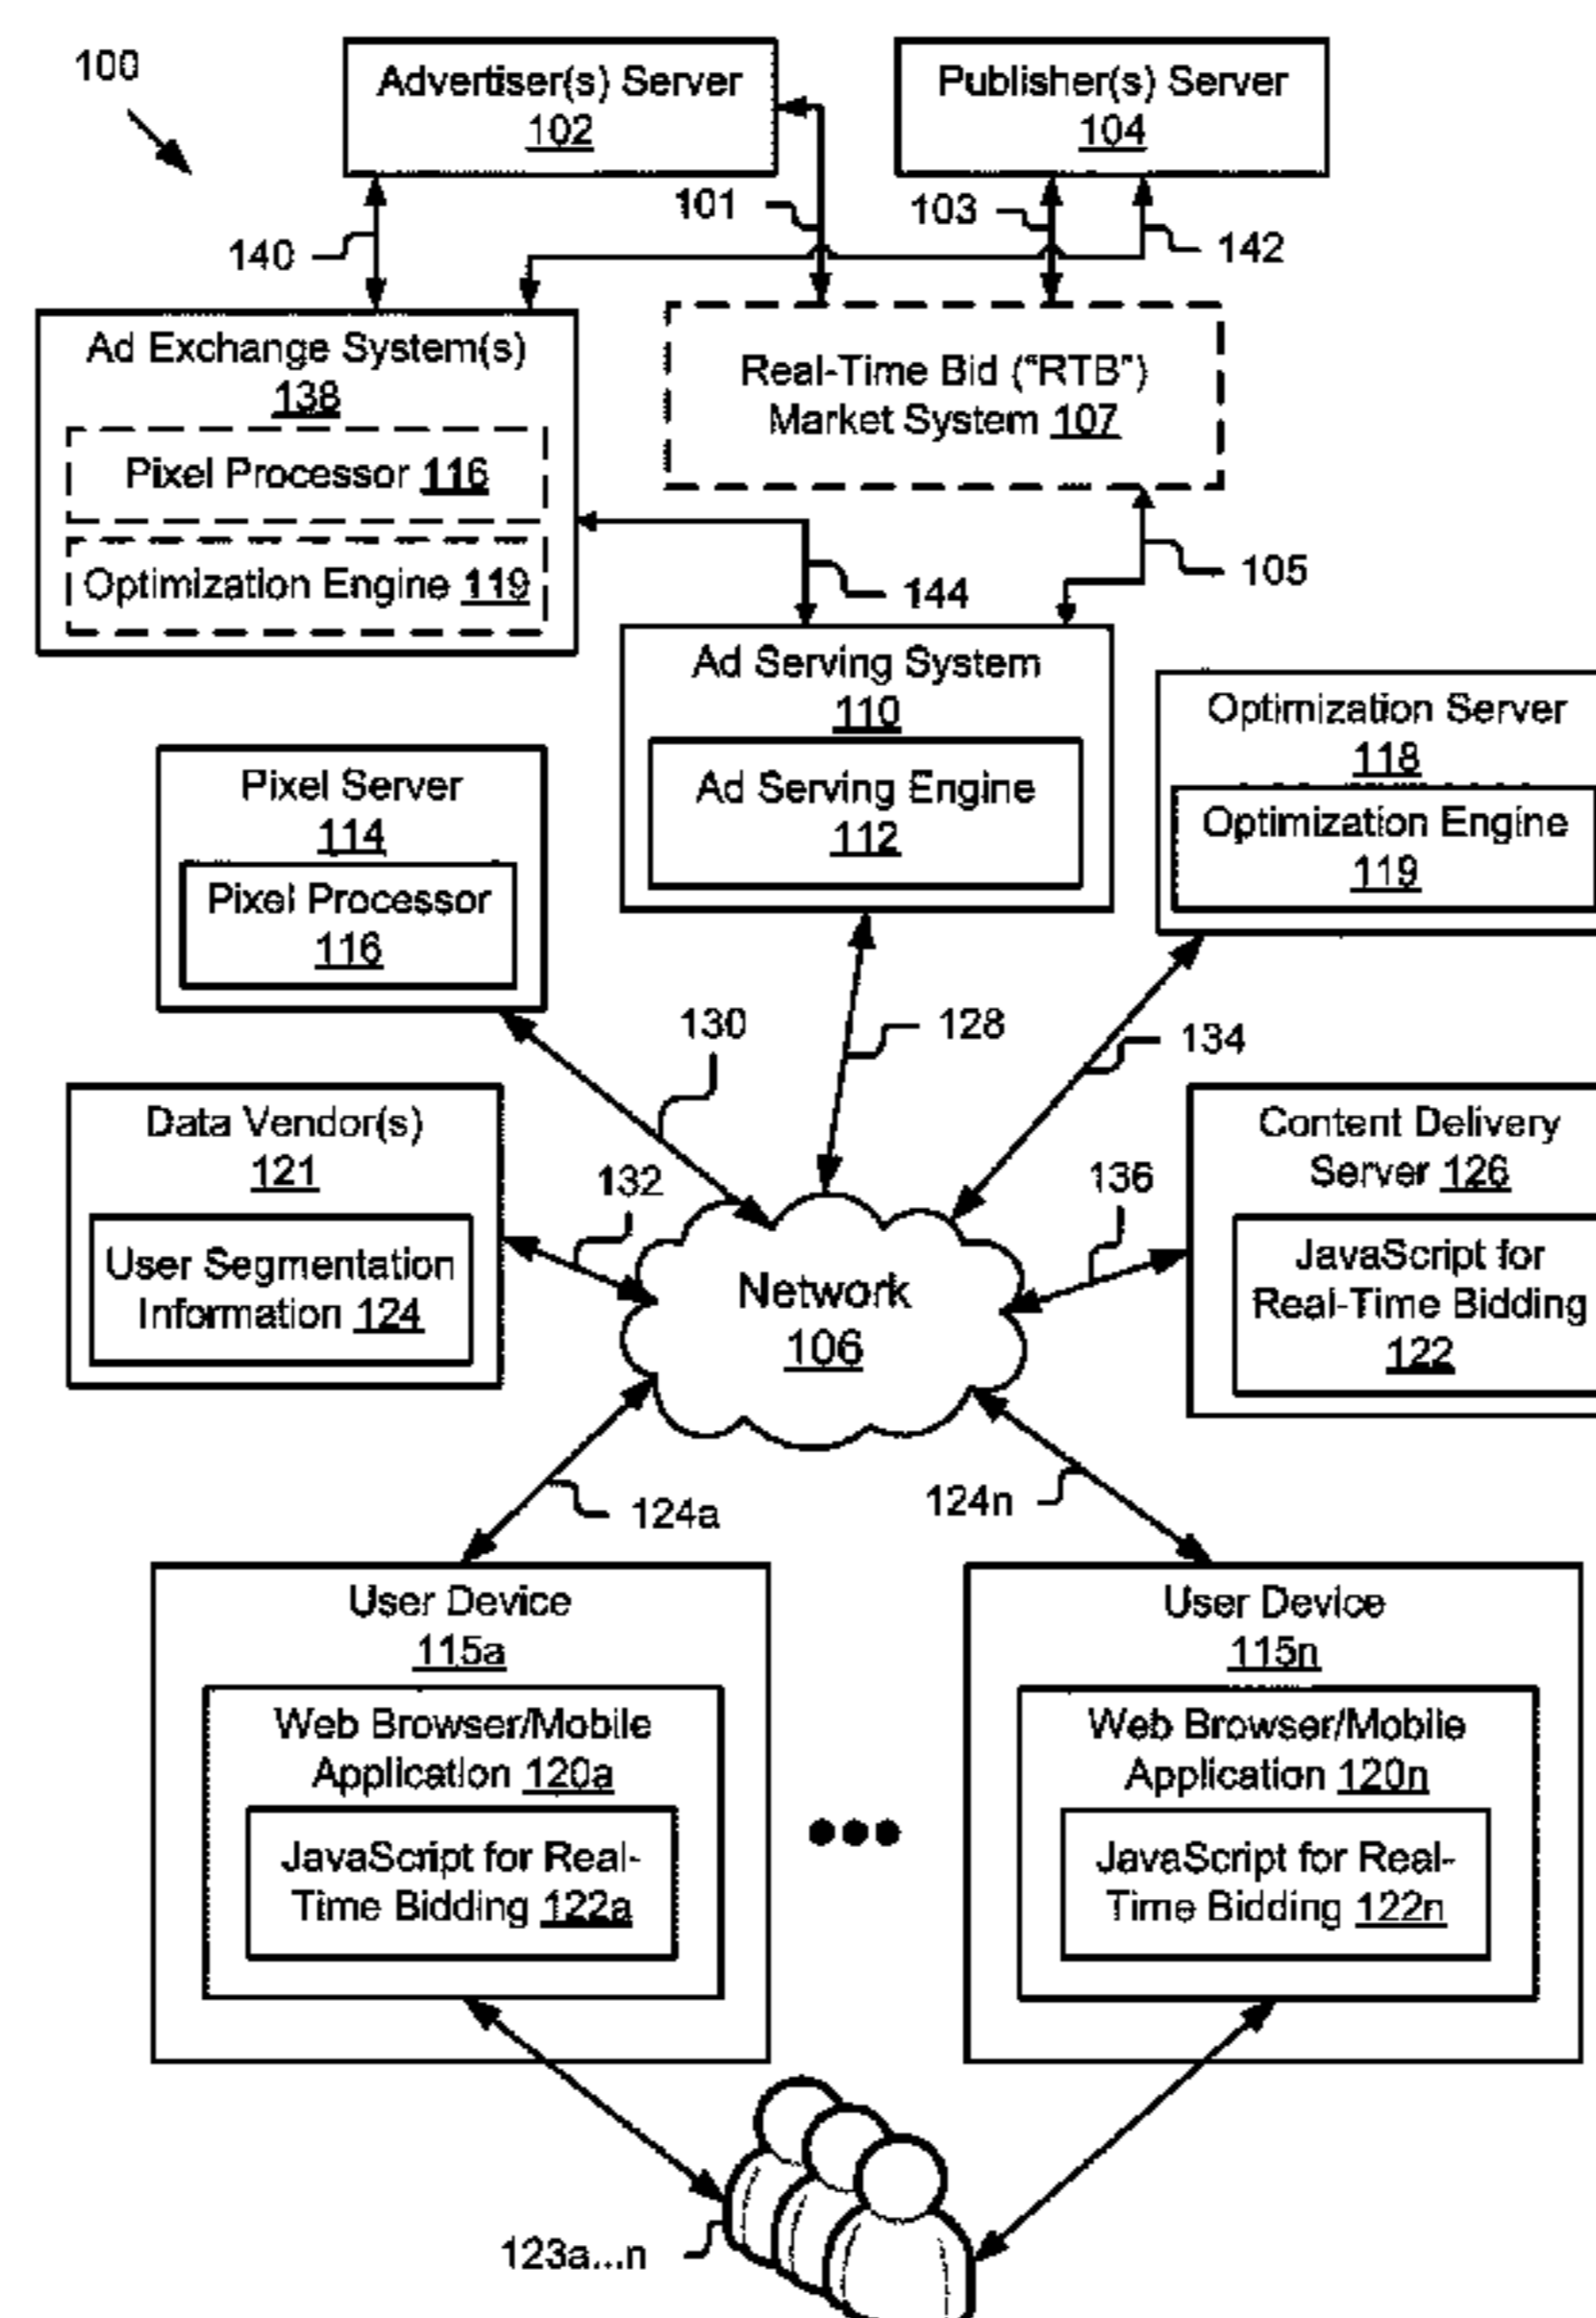 100
Advertiser(s) Server
102
Publisher(s) Server
104
101
103
140
142
Ad Exchange System(s)
138
Pixel Processor 116
Optimization Engine 119
Real-Time Bid (“RTB”)
Market System 107
144
105
Ad Serving System
110
Ad Serving Engine
112
Optimization Server
118
Optimization Engine
119
Pixel Server
114
Pixel Processor
116
130
128
134
Data Vendor(s)
121
User Segmentation
Information 124
132
136
Content Delivery
Server 126
JavaScript for
Real-Time Bidding
122
Network
106
124a
124n
User Device
115a
Web Browser/Mobile
Application 120a
JavaScript for Real-
Time Bidding 122a
User Device
115n
Web Browser/Mobile
Application 120n
JavaScript for Real-
Time Bidding 122n
123a...n